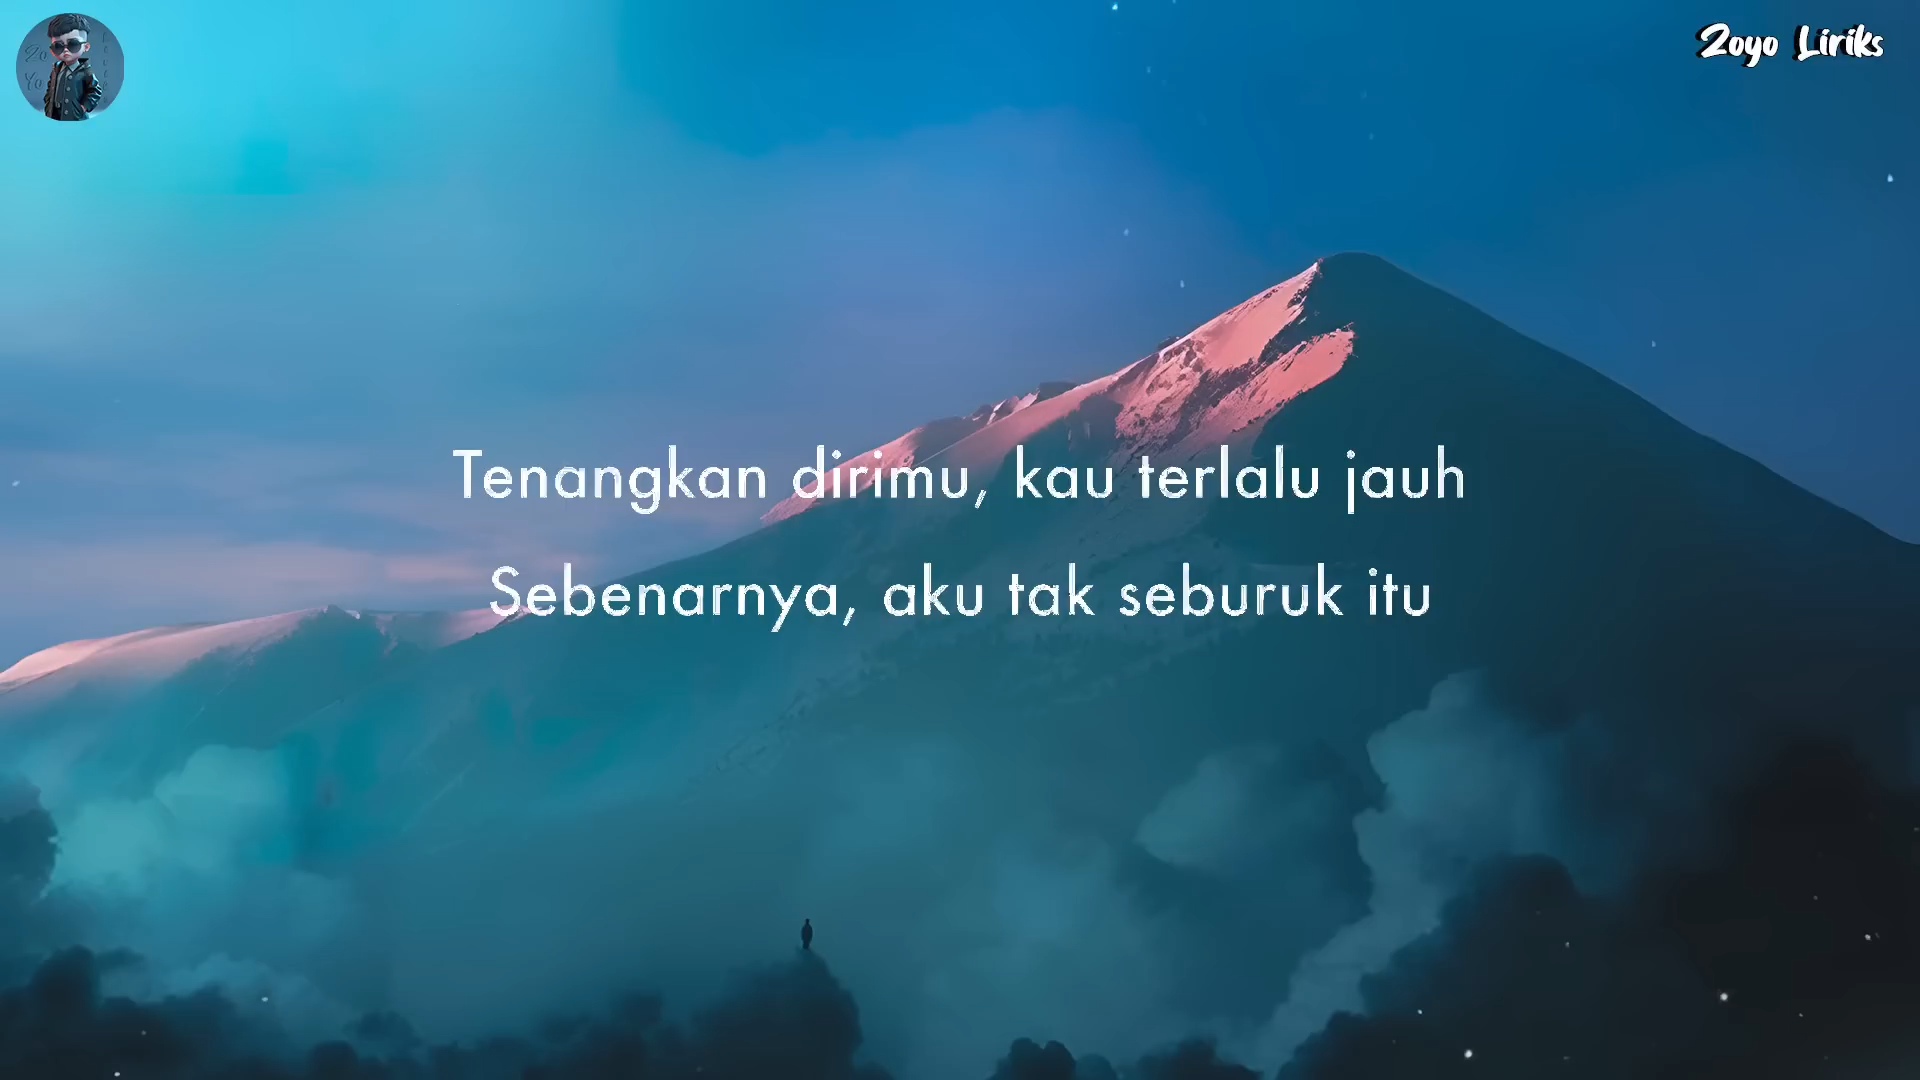 Zoyo Liriks
Tenangkan dirimu, kau terlalu jauh
Sebenarnya, aku tak seburuk itu